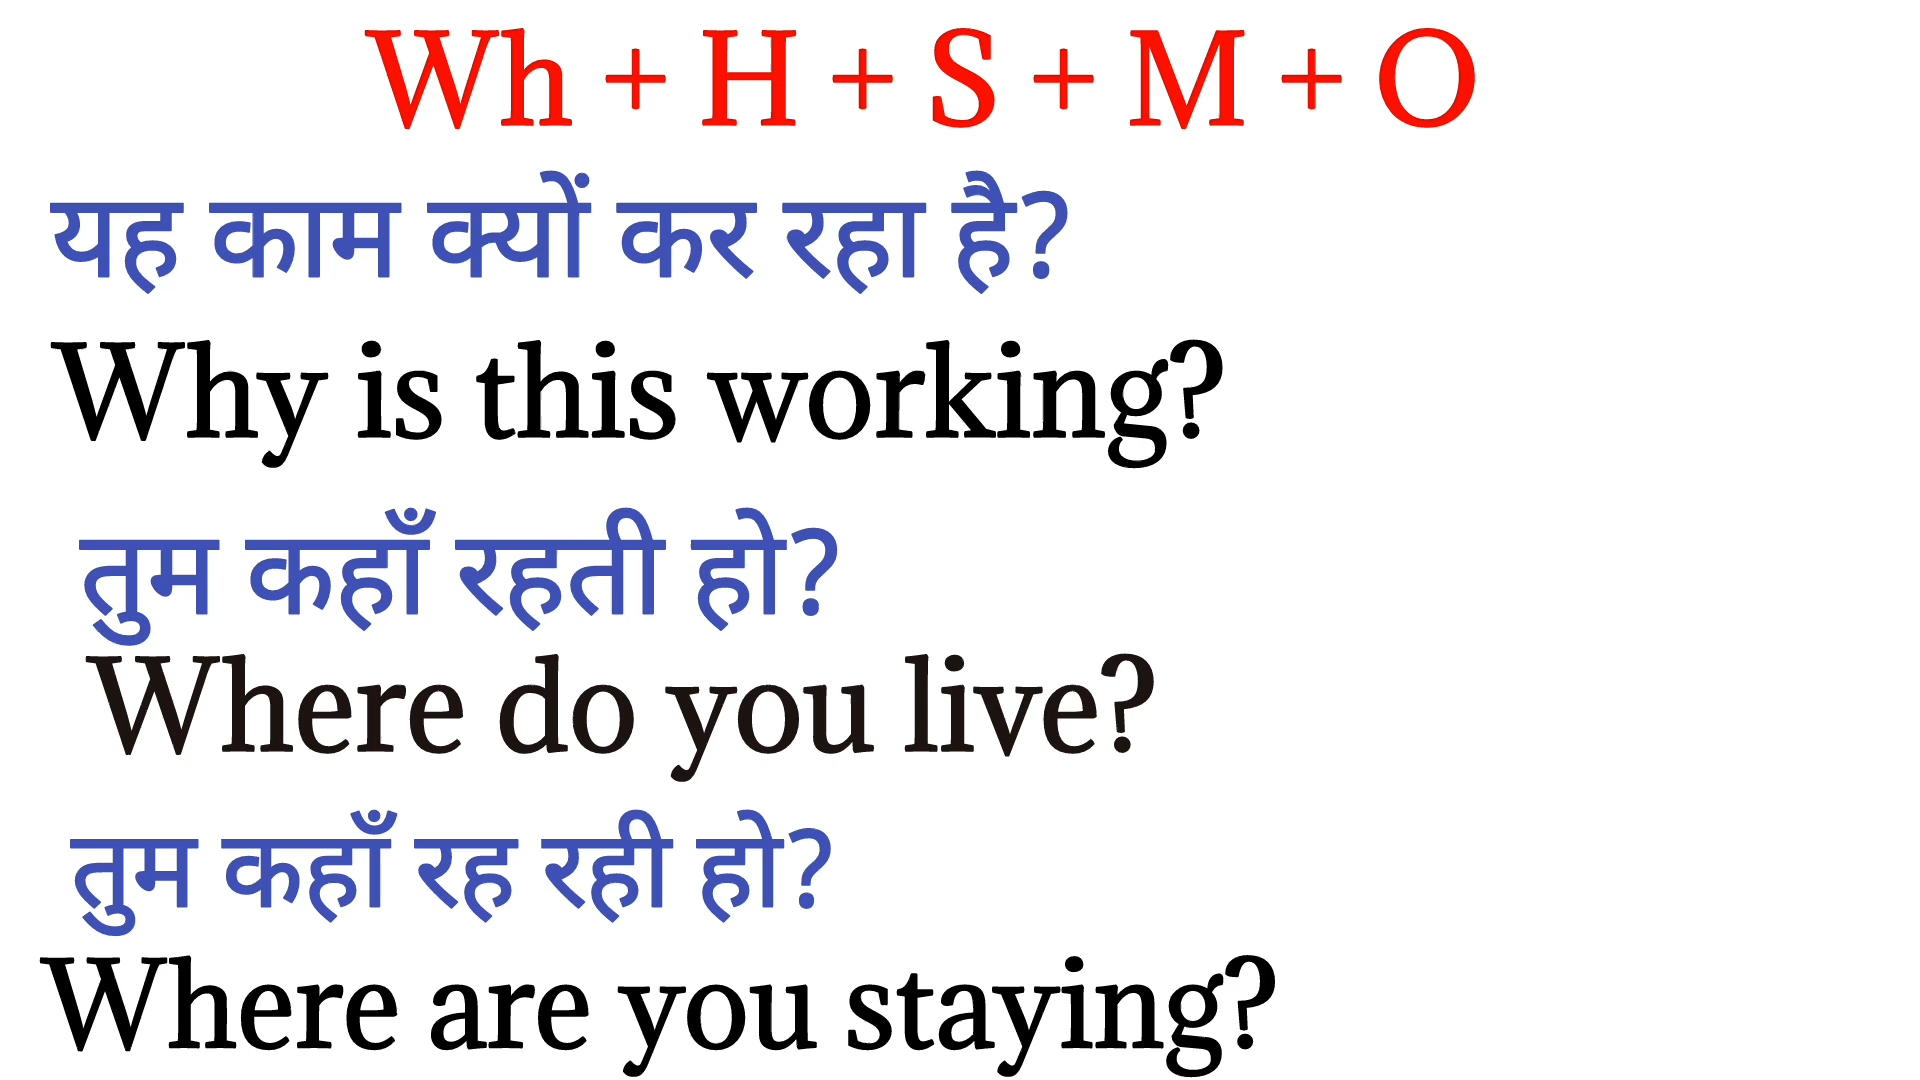 Wh + H + S + M + O
यह काम क्यों कर रहा है?
Why is this working?
तुम कहाँ रहती हो?
Where do you live?
तुम कहाँ रह रही हो?
Where are you staying?